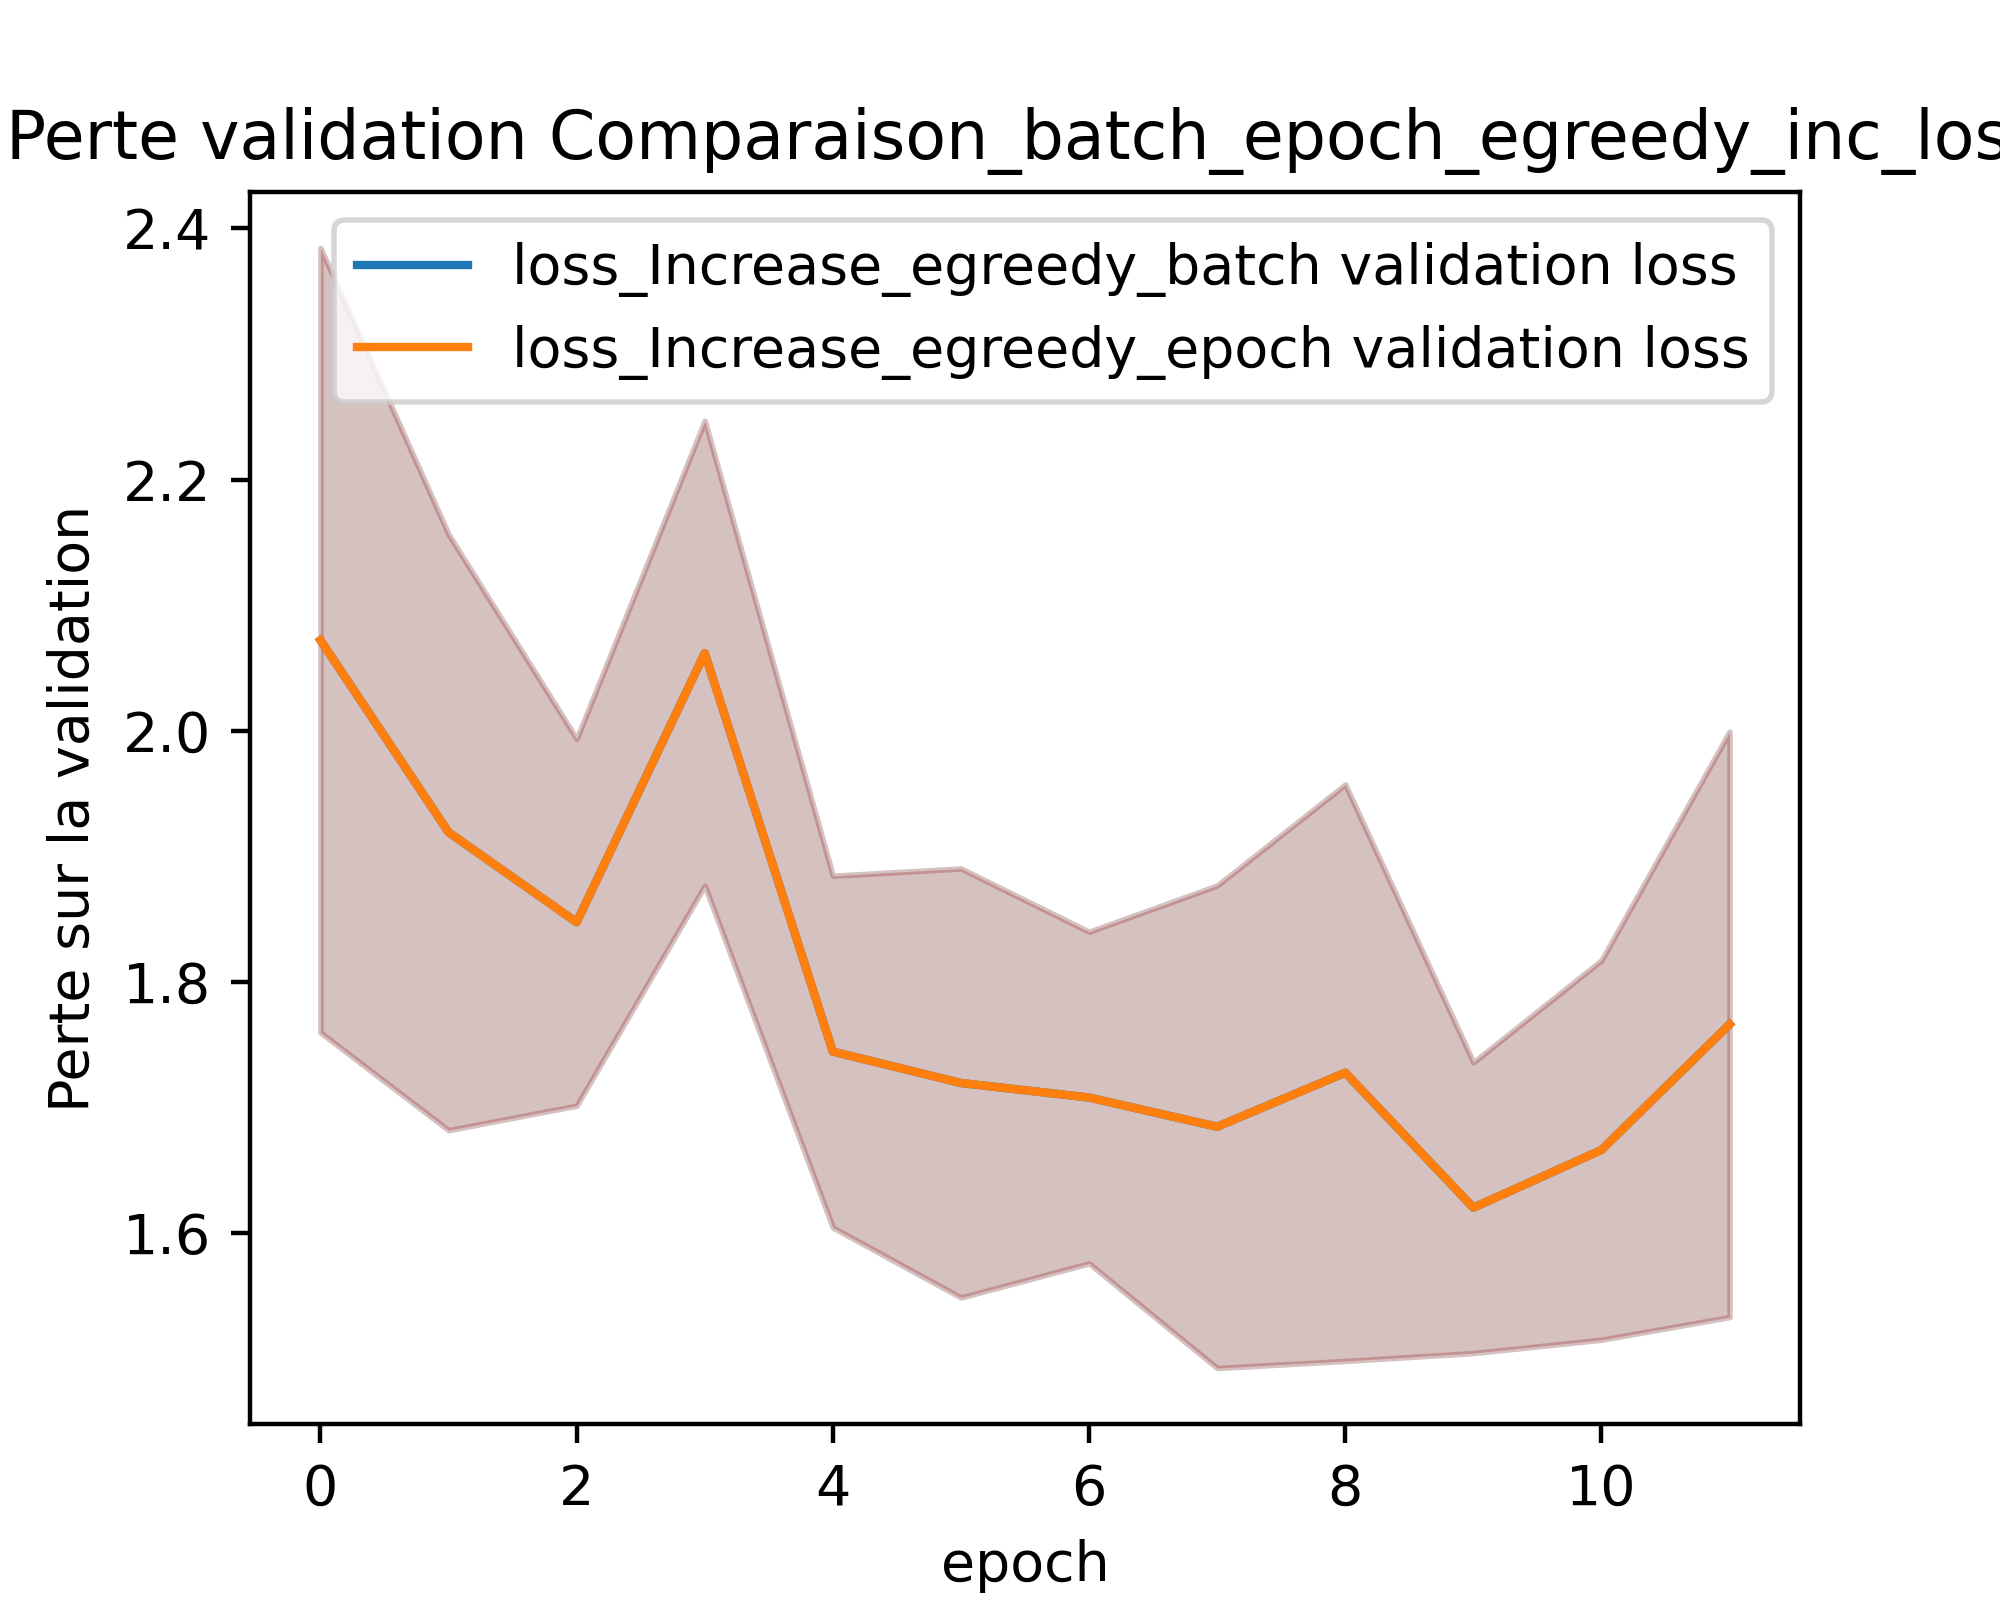 Perte validation Comparaison_batch_epoch_egreedy_inc_los
2.4
loss_Increase_egreedy_batch validation loss
loss_Increase_egreedy_epoch validation loss
2.2
2.0
1.8
1.6
Perte sur la validation
0 2 4 6 8 10
epoch